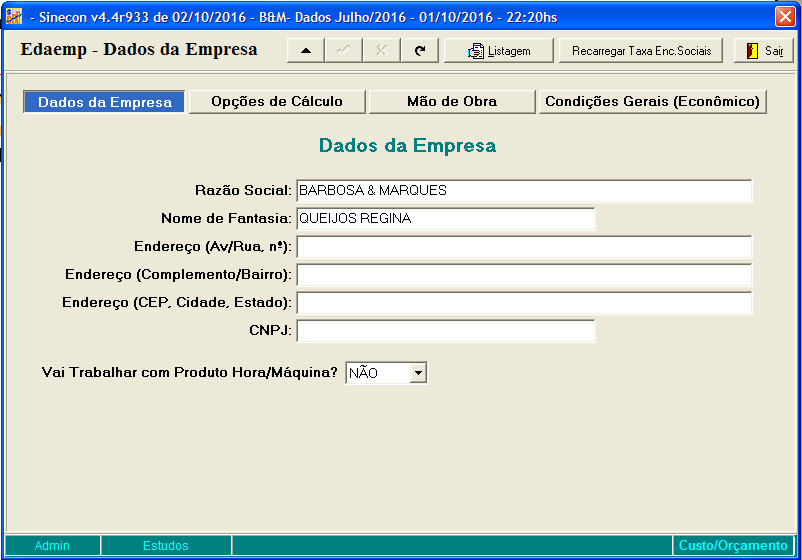 - Sinecon v4.4r933 de 02/10/2016 - B&M- Dados Julho/2016 - 01/10/2016 - 22:20hs
Edaemp - Dados da Empresa Listagem Recarregar Taxa Enc.Sociais Sair
Dados da Empresa Opções de Cálculo Mão de Obra Condições Gerais (Econômico)
Dados da Empresa
Razão Social: BARBOSA & MARQUES
Nome de Fantasia: QUEIJOS REGINA
Endereço (Av/Rua, nº):
Endereço (Complemento/Bairro):
Endereço (CEP, Cidade, Estado):
CNPJ:
Vai Trabalhar com Produto Hora/Máquina? NÃO
Admin Estudos Custo/Orçamento